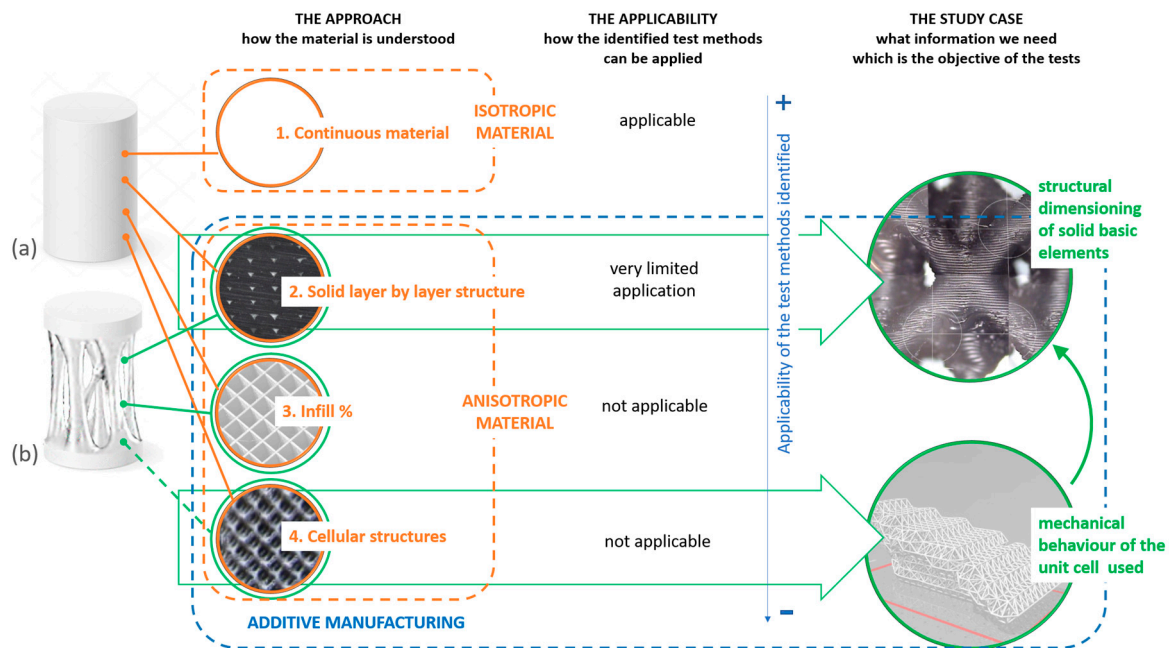 THE APPROACH
how the material is understood
THE APPLICABILITY
how the identified test methods
can be applied
THE STUDY CASE
what information we need
which is the objective of the tests
1. Continuous material
ISOTROPIC
MATERIAL
applicable
+
Applicability of the test methods identified
structural
dimensioning
of solid basic
elements
(a)
2. Solid layer by layer structure
very limited
application
3. Infill %
ANISOTROPIC
MATERIAL
not applicable
(b)
4. Cellular structures
not applicable
mechanical
behaviour of the
unit cell used
–
ADDITIVE MANUFACTURING